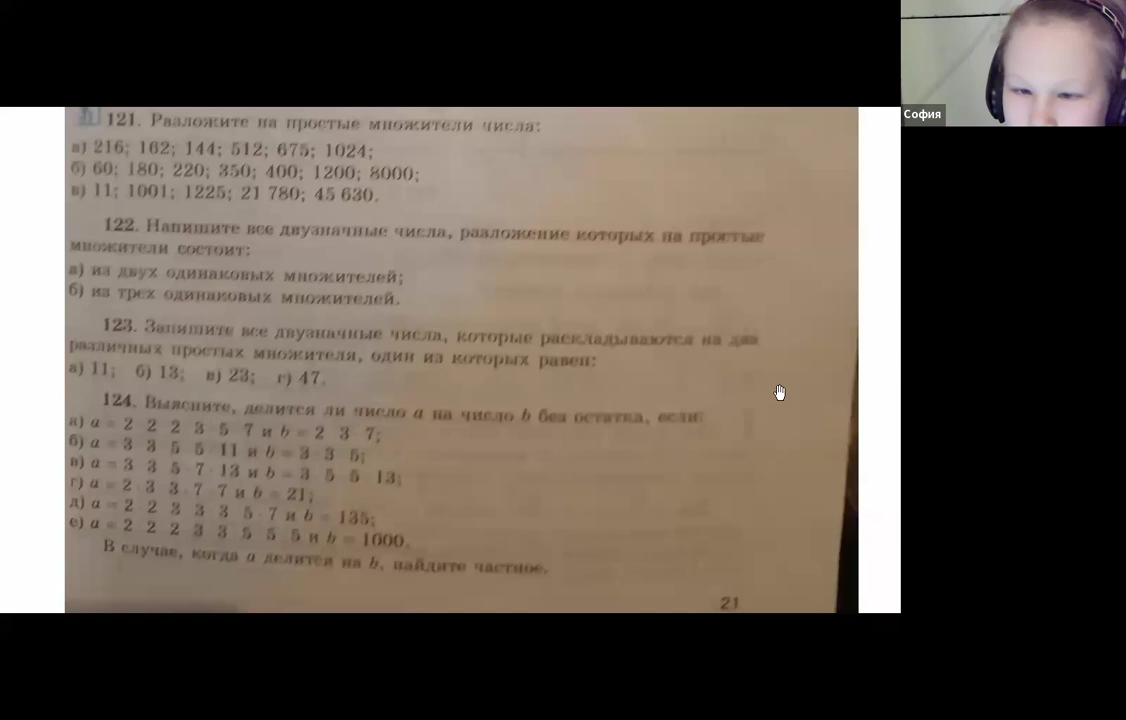 121. Разложите на простые множители числа:
а) 216; 162; 144; 512; 675; 1024;
б) 60; 180; 220; 350; 400; 1200; 8000;
в) 11; 1001; 1225; 21 780; 45 630.
122. Напишите все двузначные числа, разложение которых на простые
множители состоит:
а) из двух одинаковых множителей;
б) из трех одинаковых множителей.
123. Запишите все двузначные числа, которые раскладываются на два
различных простых множителя, один из которых равен:
а) 11; б) 13; в) 23; г) 47.
124. Выясните, делится ли число a на число b без остатка, если:
а) a = 2 2 2 3 5 7 и b = 2 3 7;
б) a = 3 3 5 5 11 и b = 3 3 5;
в) a = 3 3 5 7 13 и b = 3 5 5 13;
г) a = 2 3 3 7 7 и b = 21;
д) a = 2 2 3 3 3 5 7 и b = 135;
е) a = 2 2 2 3 3 5 5 5 и b = 1000.
В случае, когда a делится на b, найдите частное.
21
София